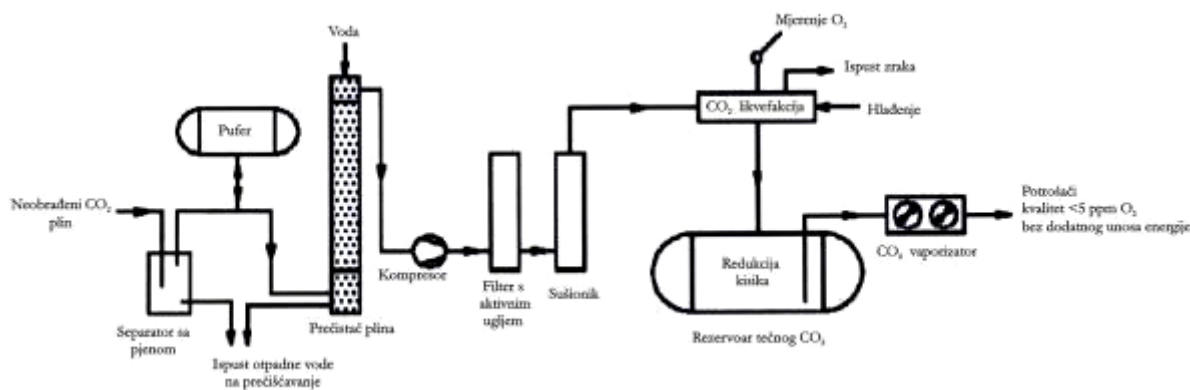 Neobrađeni CO₂
plin
Separator sa
pjenom
Pufer
Ispust otpadne vode
na prečišćavanje
Voda
Prečistač plina
Kompresor
Filter s
aktivnim
ugljem
Sušionik
Mjerenje O₂
Ispust zraka
CO₂ likvefakcija
Hlađenje
Redukcija
kisika
Rezervoar tečnog CO₂
CO₂ vaporizator
Potrošači
kvalitet <5 ppm O₂
bez dodatnog unosa energije